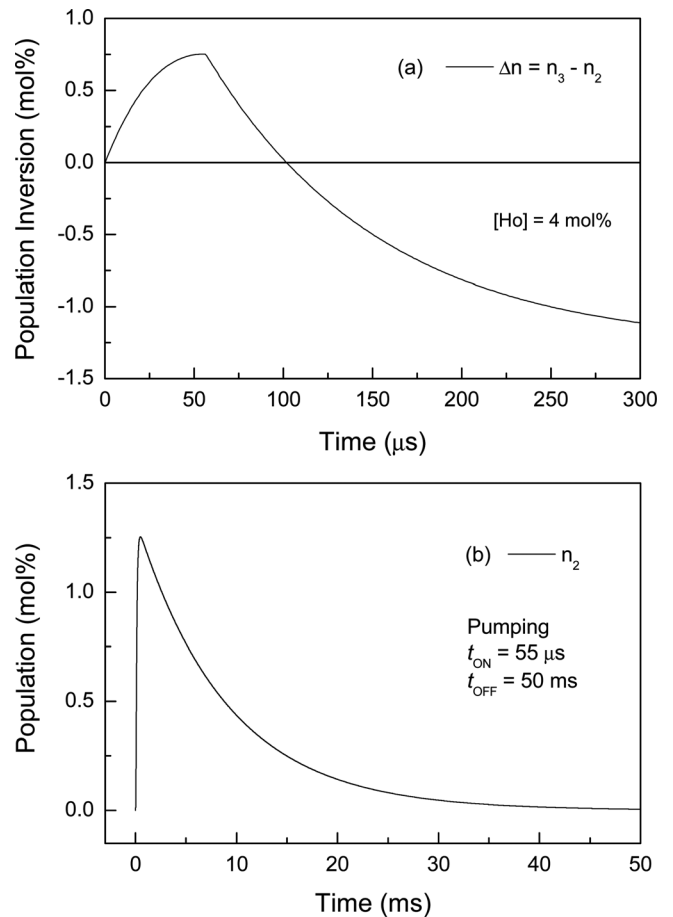 1.0
(a) Δn = n3 - n2
0.5
0.0
[Ho] = 4 mol%
-0.5
-1.0
-1.5
0 50 100 150 200 250 300
Population Inversion (mol%)
Time (μs)
1.5
(b) n2
1.0
Pumping
tON = 55 μs
tOFF = 50 ms
0.5
0.0
0 10 20 30 40 50
Population (mol%)
Time (ms)